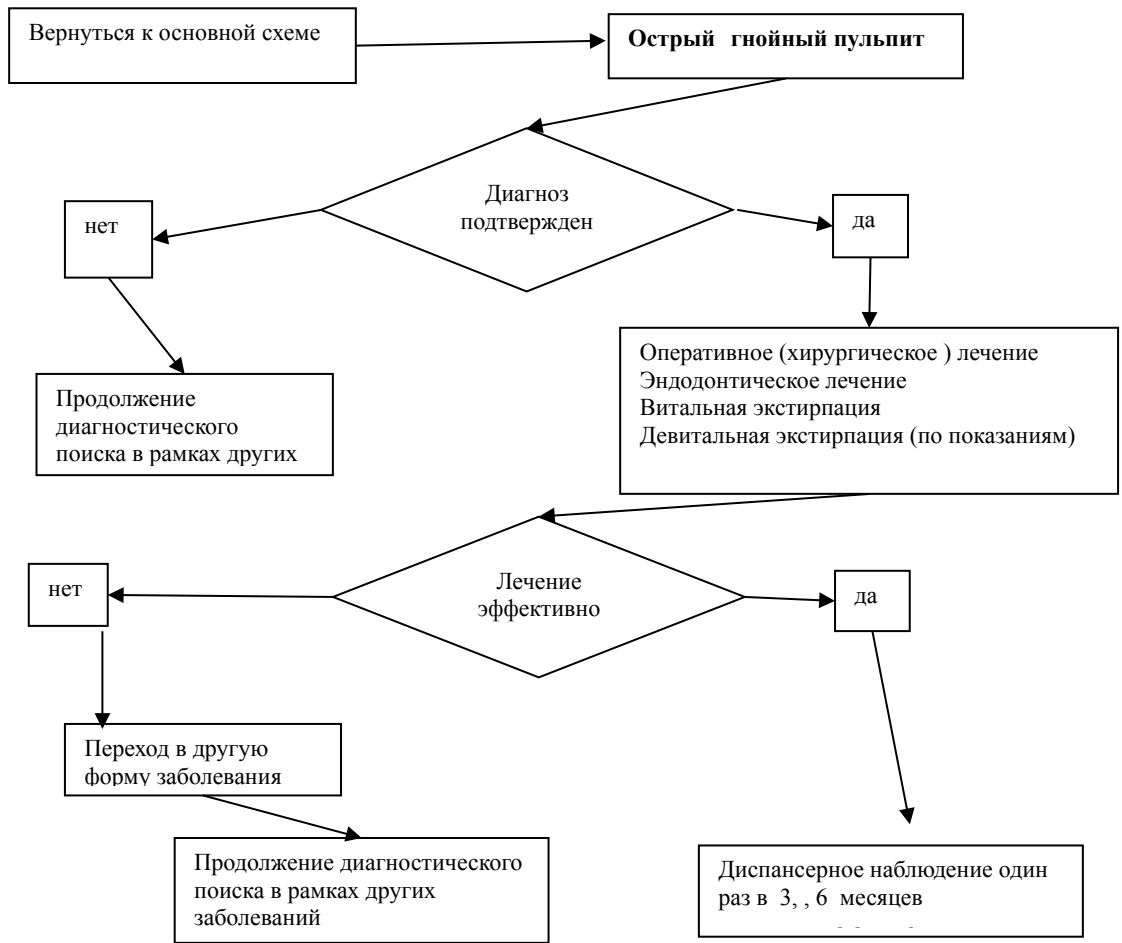 Вернуться к основной схеме
Острый гнойный пульпит
Диагноз
подтвержден
нет
да
Оперативное (хирургическое ) лечение
Эндодонтическое лечение
Витальная экстирпация
Девитальная экстирпация (по показаниям)
Продолжение
диагностического
поиска в рамках других
Лечение
эффективно
нет
да
Переход в другую
форму заболевания
Продолжение диагностического
поиска в рамках других
заболеваний
Диспансерное наблюдение один
раз в 3, , 6 месяцев